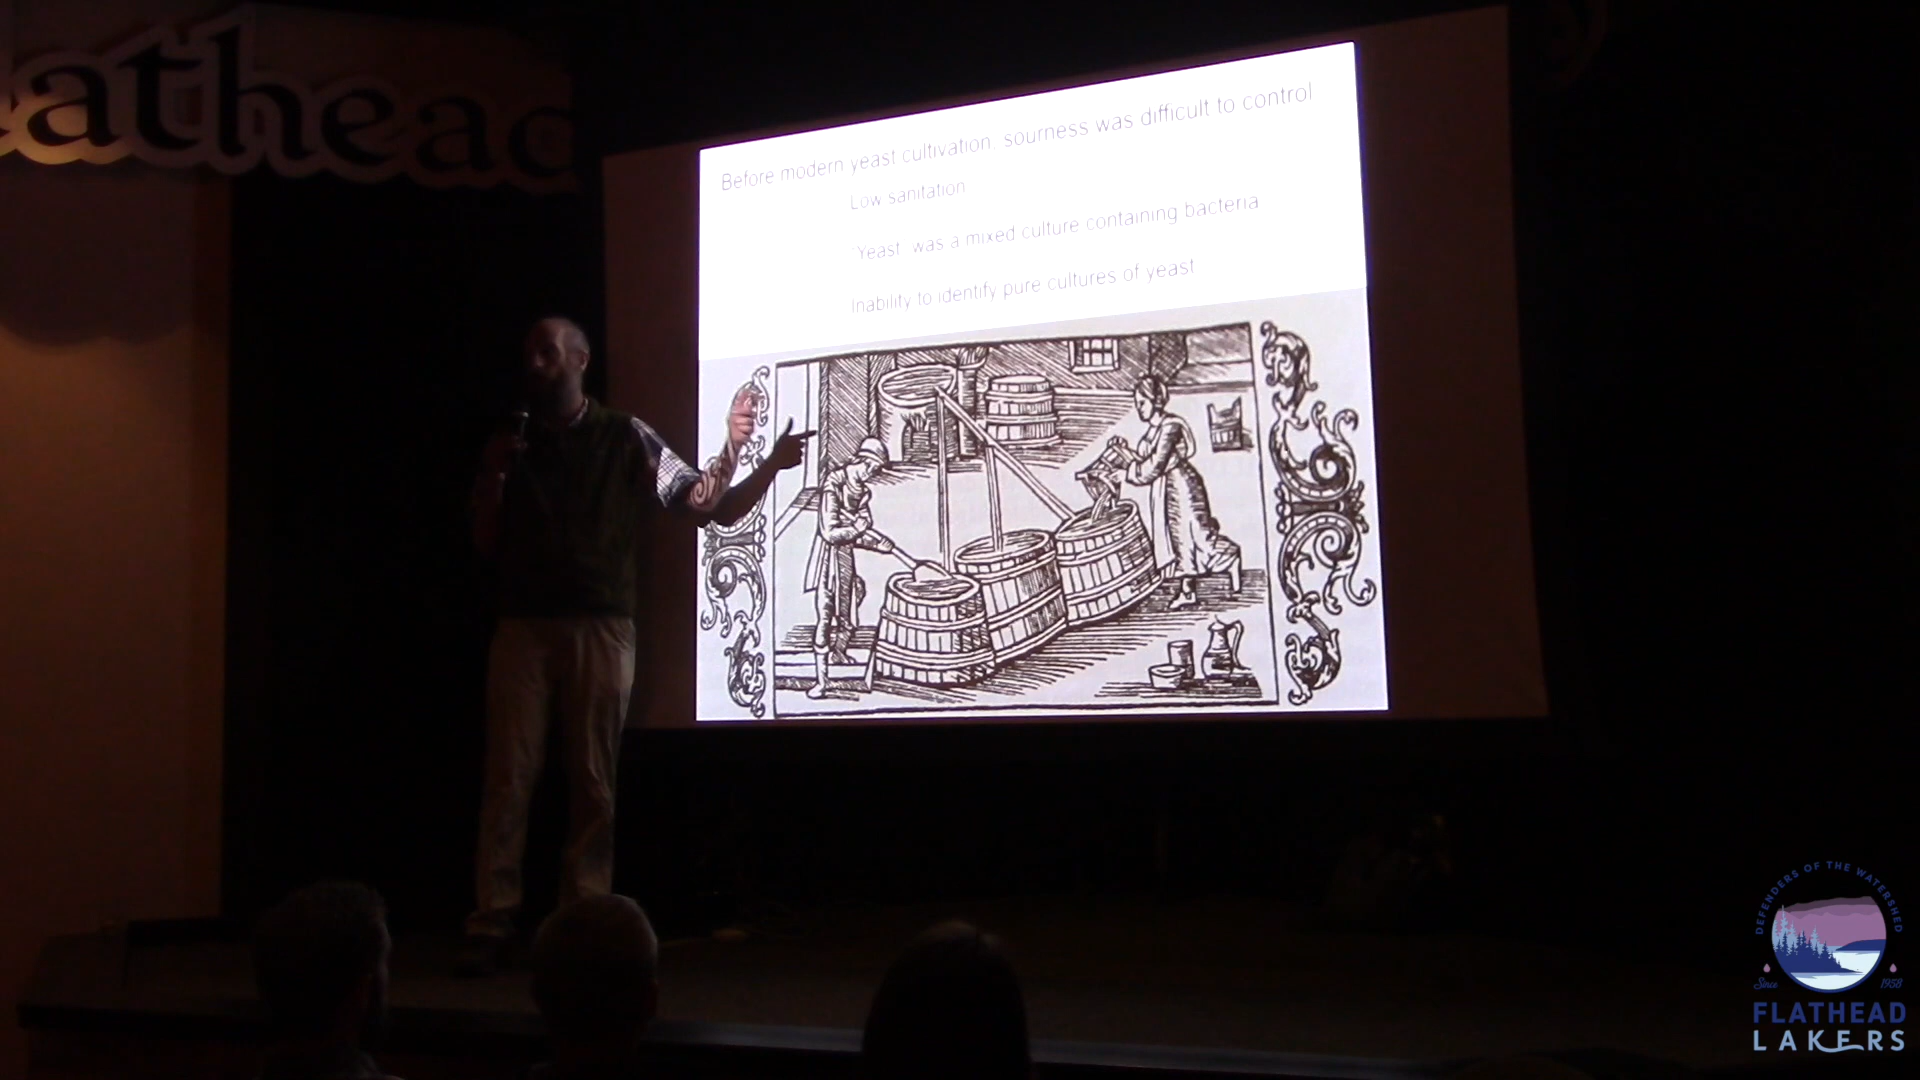 athead
Before modern yeast cultivation, sourness was difficult to control
Low sanitation
"Yeast" was a mixed culture containing bacteria
Inability to identify pure cultures of yeast
DEFENDERS OF THE WATERSHED
Since 1958
FLATHEAD
LAKERS